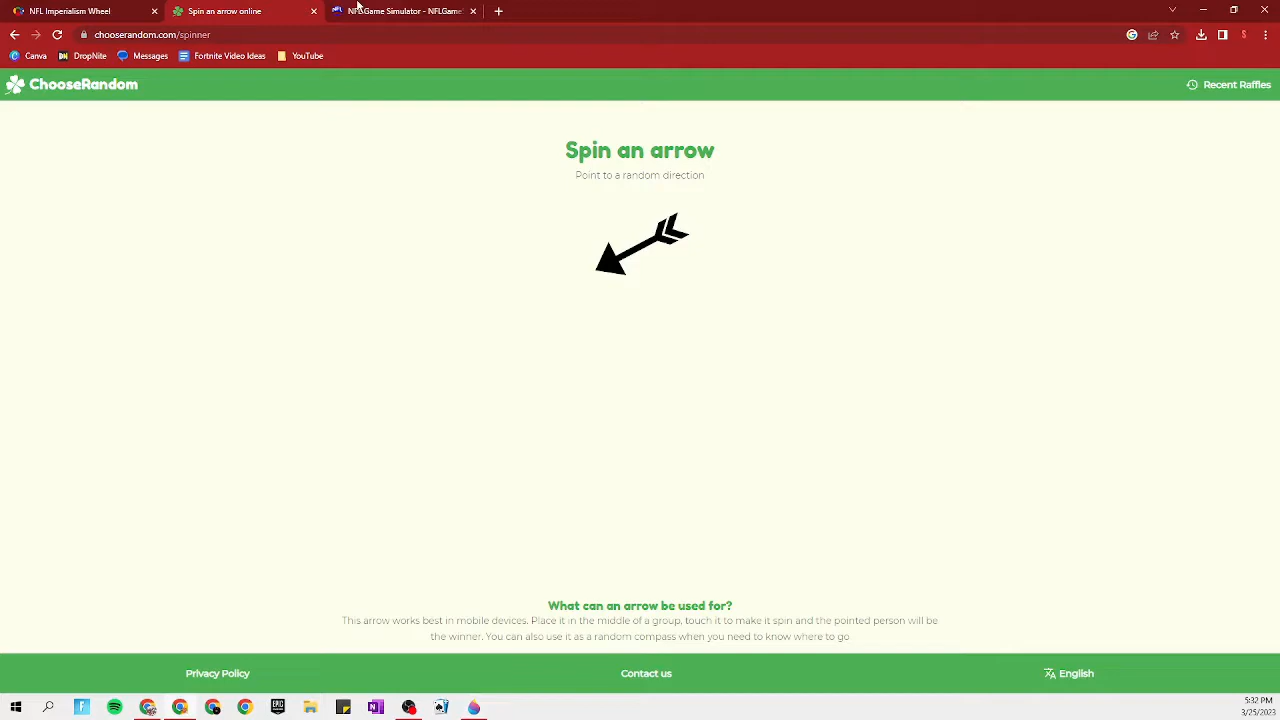 NFL Imperialism Wheel
Spin an arrow online
NFLGame Simulator - NFLGame
chooserandom.com/spinner
Canva
DropNite
Messages
Fortnite Video Ideas
YouTube
ChooseRandom
Recent Raffles
Spin an arrow
Point to a random direction
What can an arrow be used for?
This arrow works best in mobile devices. Place it in the middle of a group, touch it to make it spin and the pointed person will be
the winner. You can also use it as a random compass when you need to know where to go
Privacy Policy
Contact us
English
5:32 PM
3/25/2023